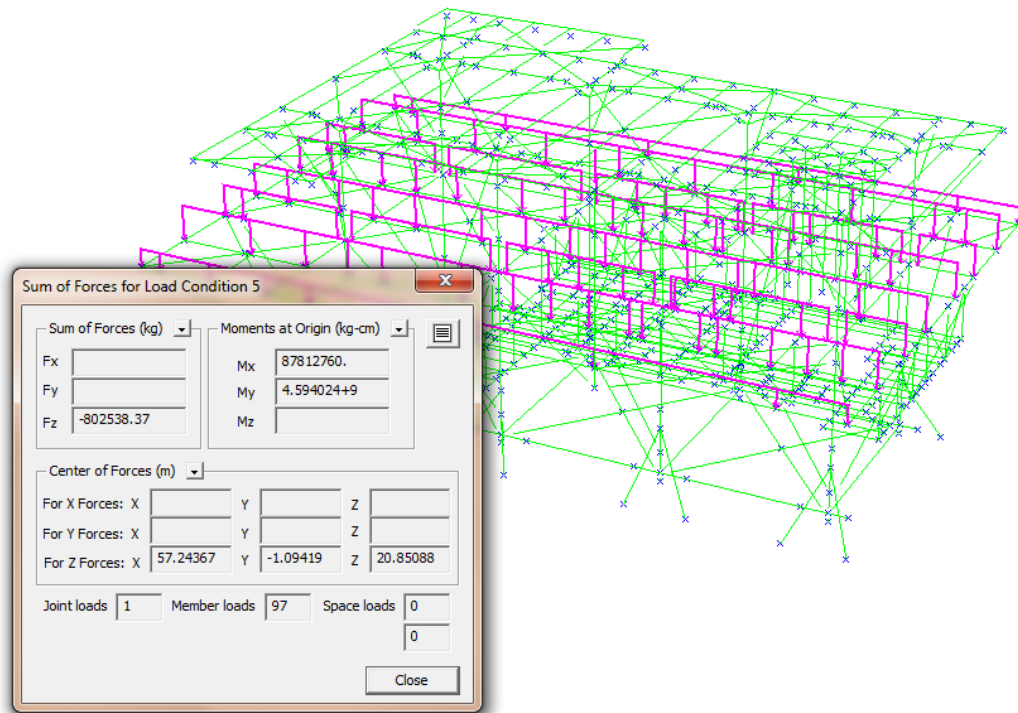 Sum of Forces for Load Condition 5
Sum of Forces (kg)
Moments at Origin (kg-cm)
Fx
Mx 87812760.
Fy
My 4.594024+9
Fz -802538.37
Mz
Center of Forces (m)
For X Forces: X Y Z
For Y Forces: X Y Z
For Z Forces: X 57.24367 Y -1.09419 Z 20.85088
Joint loads 1 Member loads 97 Space loads 0
0
Close